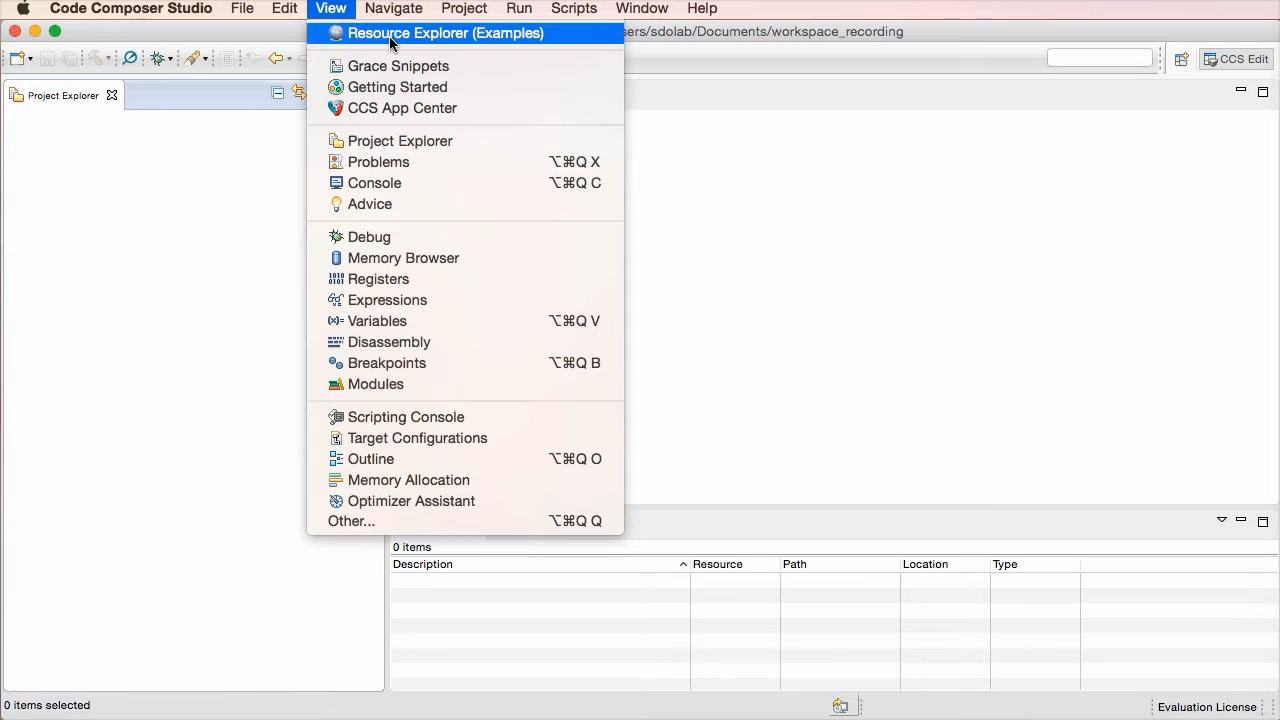 Code Composer Studio File Edit View Navigate Project Run Scripts Window Help
sers/sdolab/Documents/workspace_recording
CCS Edit
Project Explorer
Resource Explorer (Examples)
Grace Snippets
Getting Started
CCS App Center
Project Explorer
Problems ⌥⌘Q X
Console ⌥⌘Q C
Advice
Debug
Memory Browser
Registers
Expressions
Variables ⌥⌘Q V
Disassembly
Breakpoints ⌥⌘Q B
Modules
Scripting Console
Target Configurations
Outline ⌥⌘Q O
Memory Allocation
Optimizer Assistant
Other... ⌥⌘Q Q
0 items
Description Resource Path Location Type
0 items selected
Evaluation License